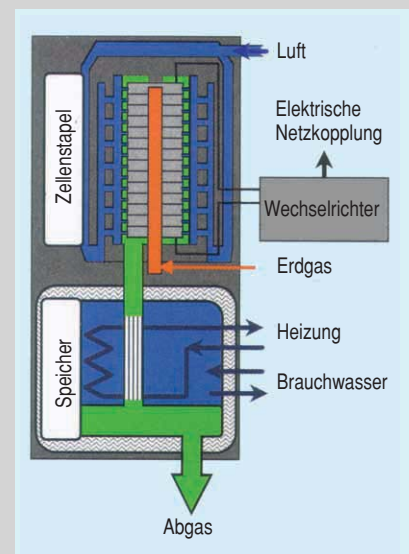 Luft
Zellenstapel
Elektrische
Netzkopplung
Wechselrichter
Erdgas
Speicher
Heizung
Brauchwasser
Abgas